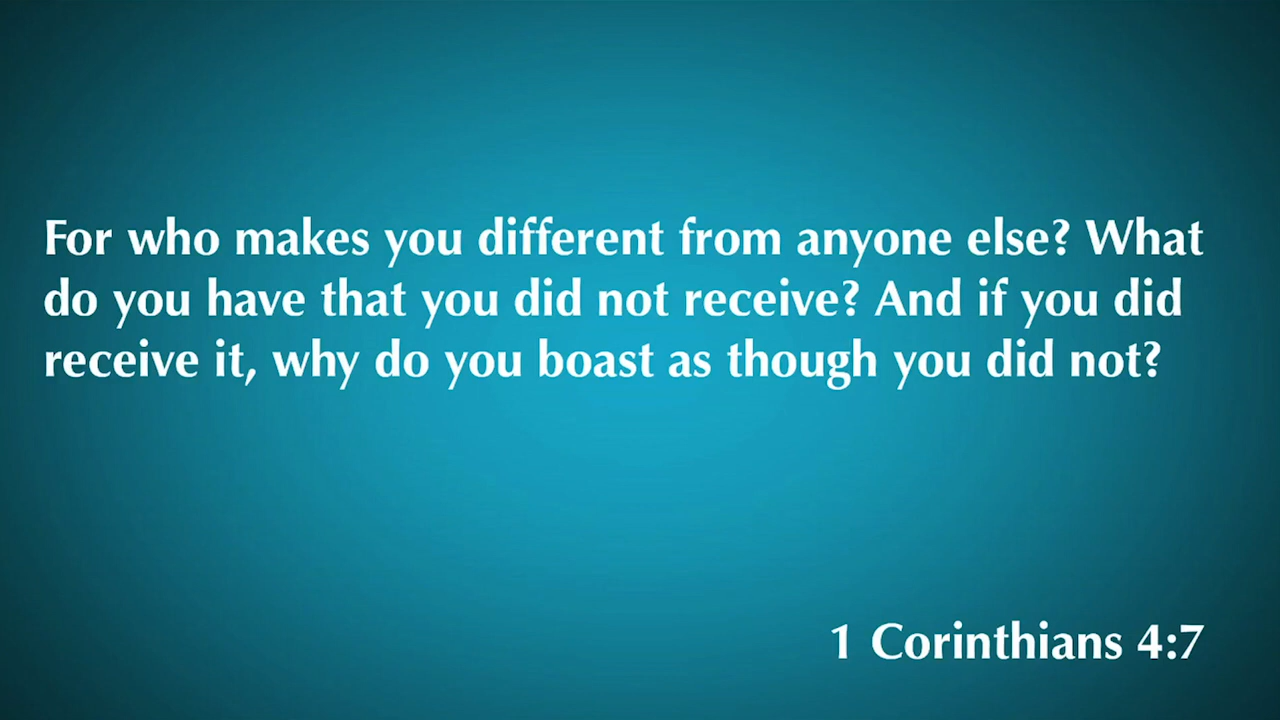 For who makes you different from anyone else? What
do you have that you did not receive? And if you did
receive it, why do you boast as though you did not?
1 Corinthians 4:7